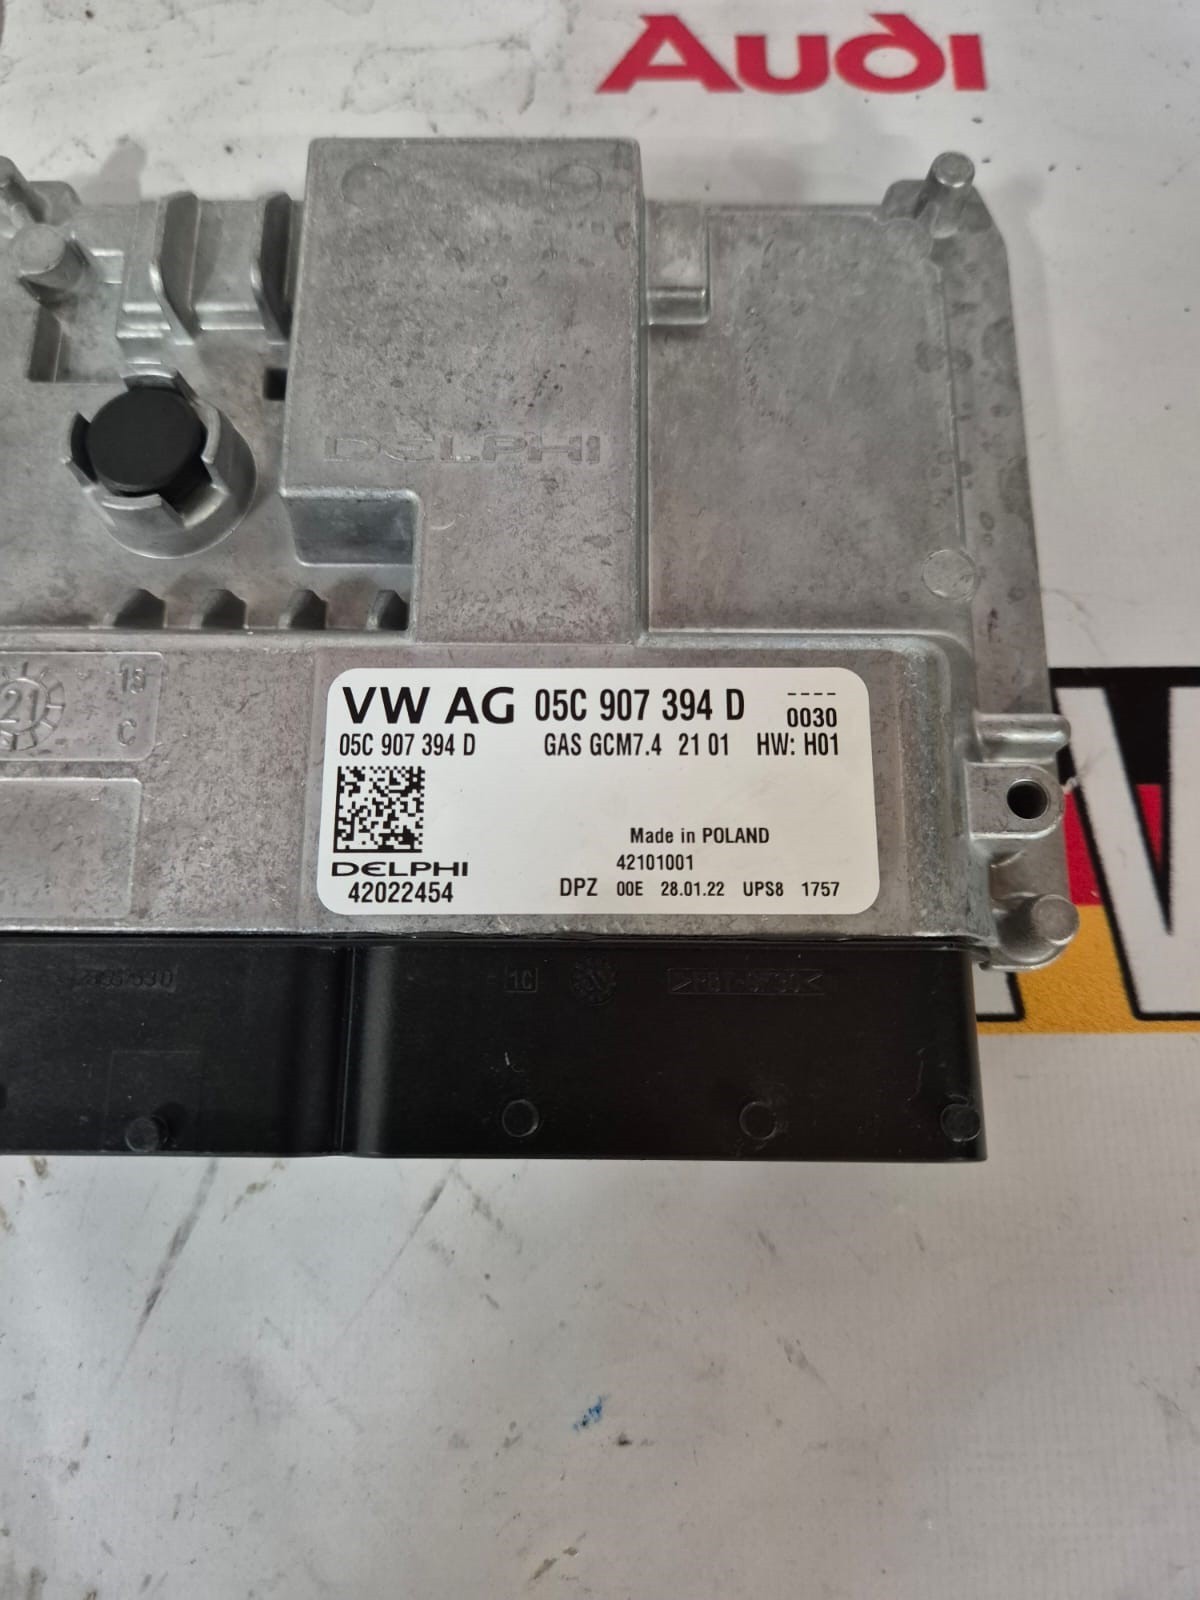 Audi
DELPHI
21
VW AG 05C 907 394 D ----
0030
05C 907 394 D GAS GCM7.4 21 01 HW: H01
Made in POLAND
DELPHI
42101001
42022454
DPZ 00E 28.01.22 UPS8 1757